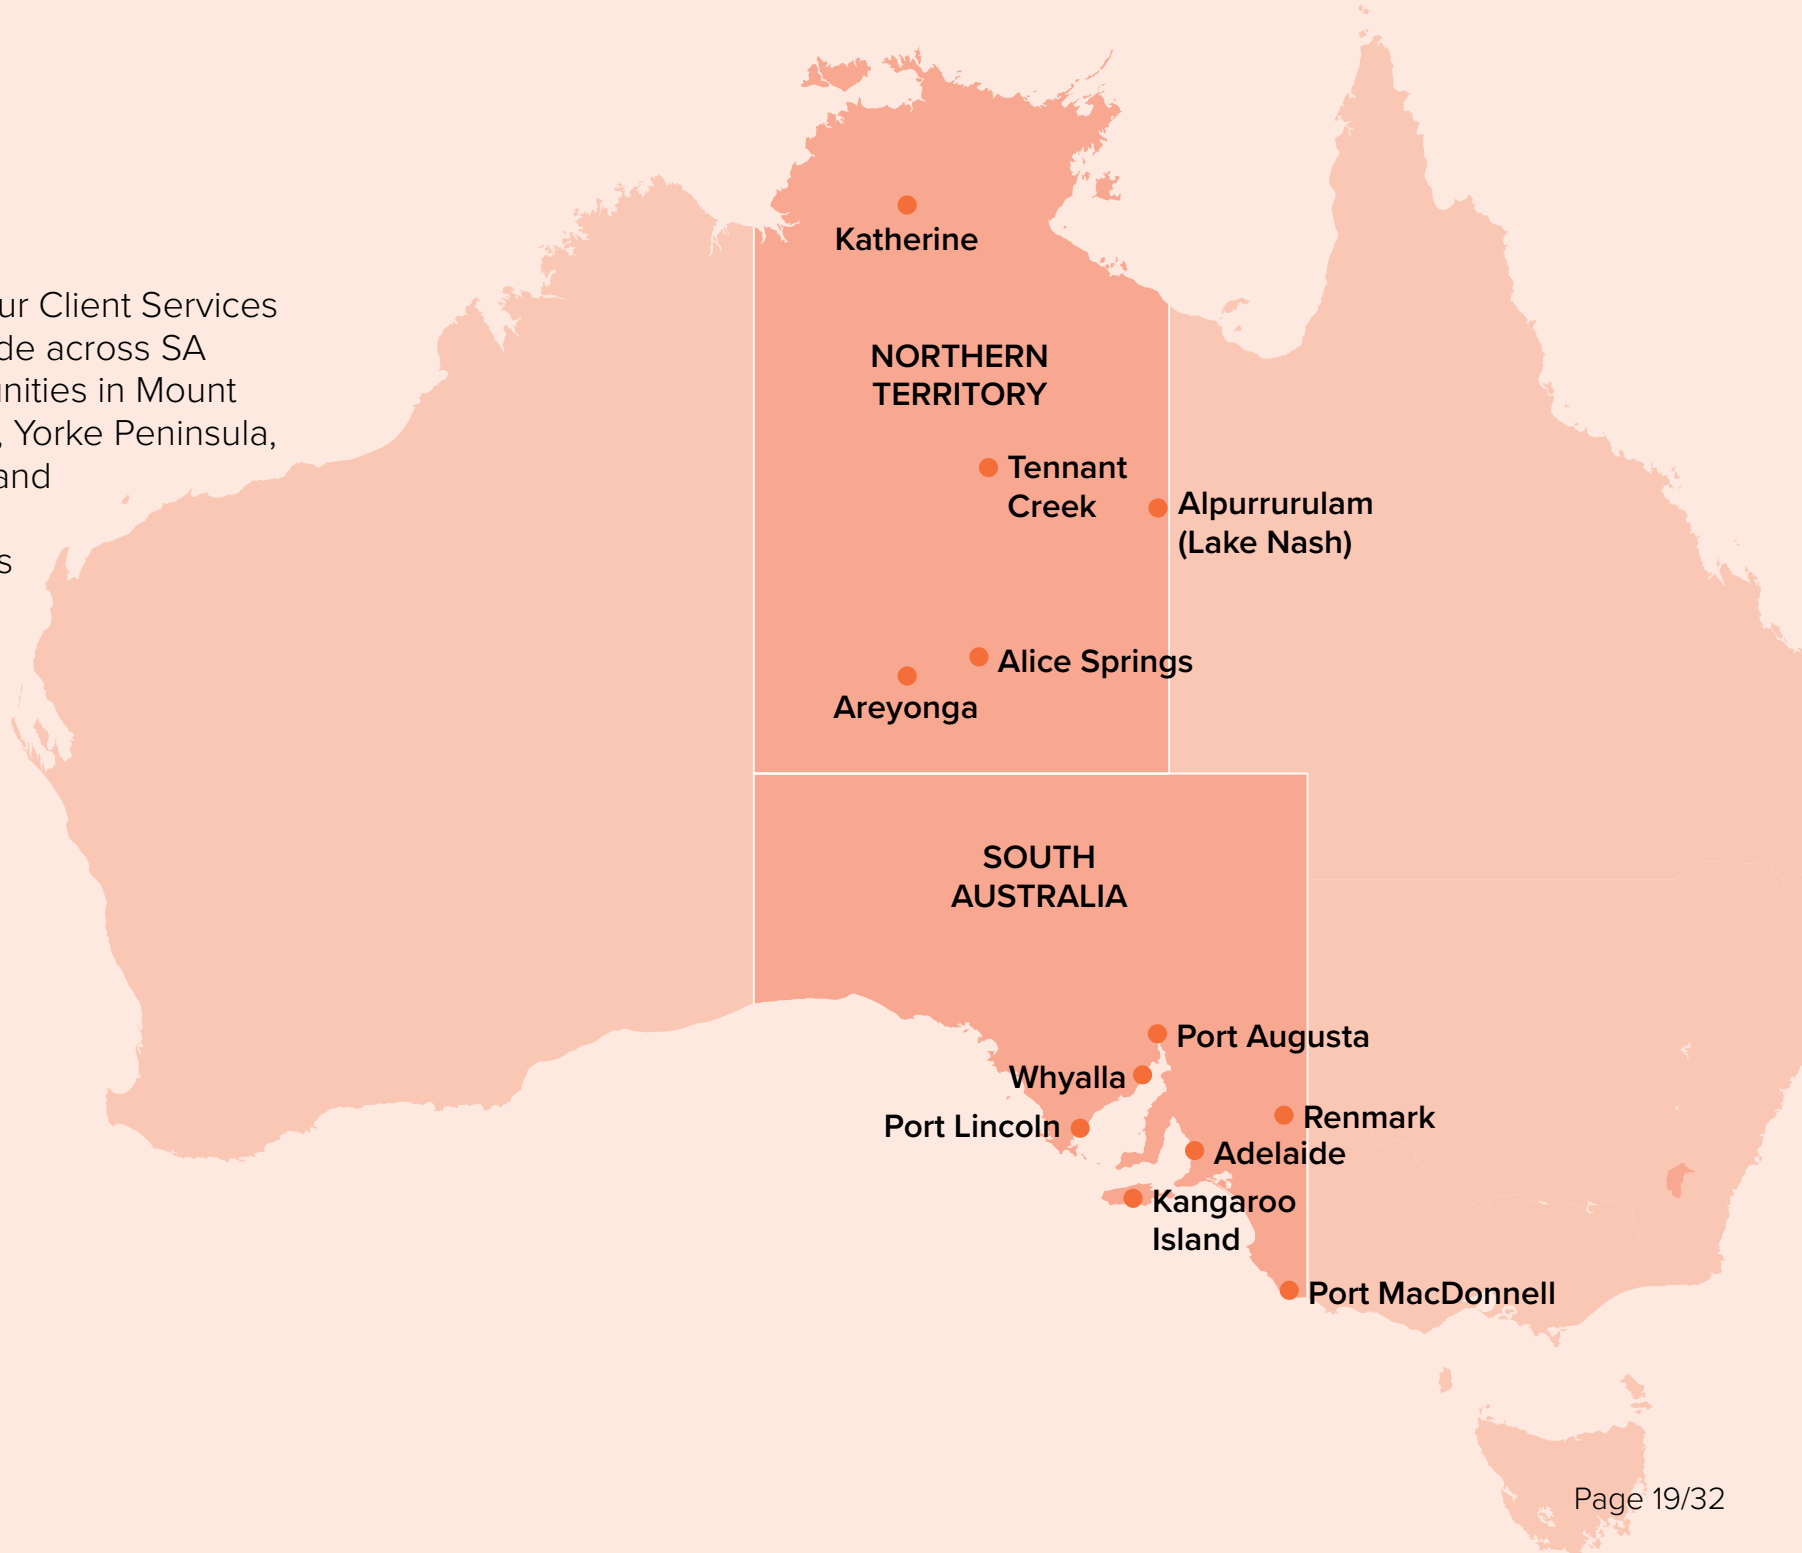 ur Client Services
de across SA
nities in Mount
, Yorke Peninsula,
and
s
Katherine
NORTHERN
TERRITORY
Tennant
Creek
Alpurrurulam
(Lake Nash)
Alice Springs
Areyonga
SOUTH
AUSTRALIA
Port Augusta
Whyalla
Port Lincoln
Renmark
Adelaide
Kangaroo
Island
Port MacDonnell
Page 19/32